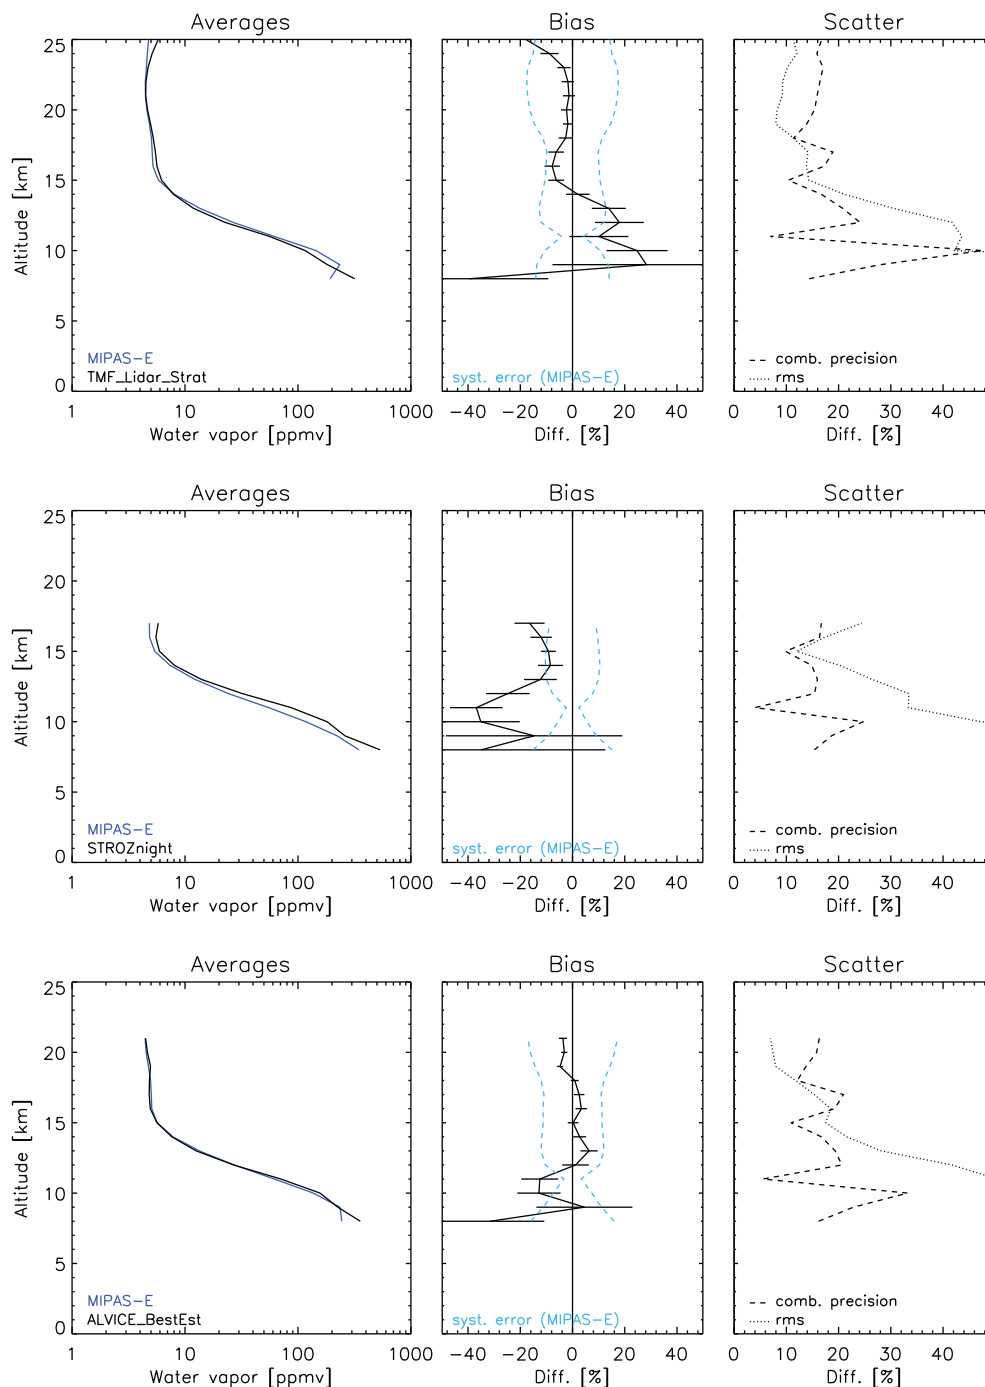 Averages Bias Scatter
25
20
15
10
5
0
Altitude [km]
MIPAS-E
TMF_Lidar_Strat
syst. error (MIPAS-E)
comb. precision
rms
1 10 100 1000 -40 -20 0 20 40 0 10 20 30 40
Water vapor [ppmv] Diff. [%] Diff. [%]
Averages Bias Scatter
25
20
15
10
5
0
Altitude [km]
MIPAS-E
STROZnight
syst. error (MIPAS-E)
comb. precision
rms
1 10 100 1000 -40 -20 0 20 40 0 10 20 30 40
Water vapor [ppmv] Diff. [%] Diff. [%]
Averages Bias Scatter
25
20
15
10
5
0
Altitude [km]
MIPAS-E
ALVICE_BestEst
syst. error (MIPAS-E)
comb. precision
rms
1 10 100 1000 -40 -20 0 20 40 0 10 20 30 40
Water vapor [ppmv] Diff. [%] Diff. [%]